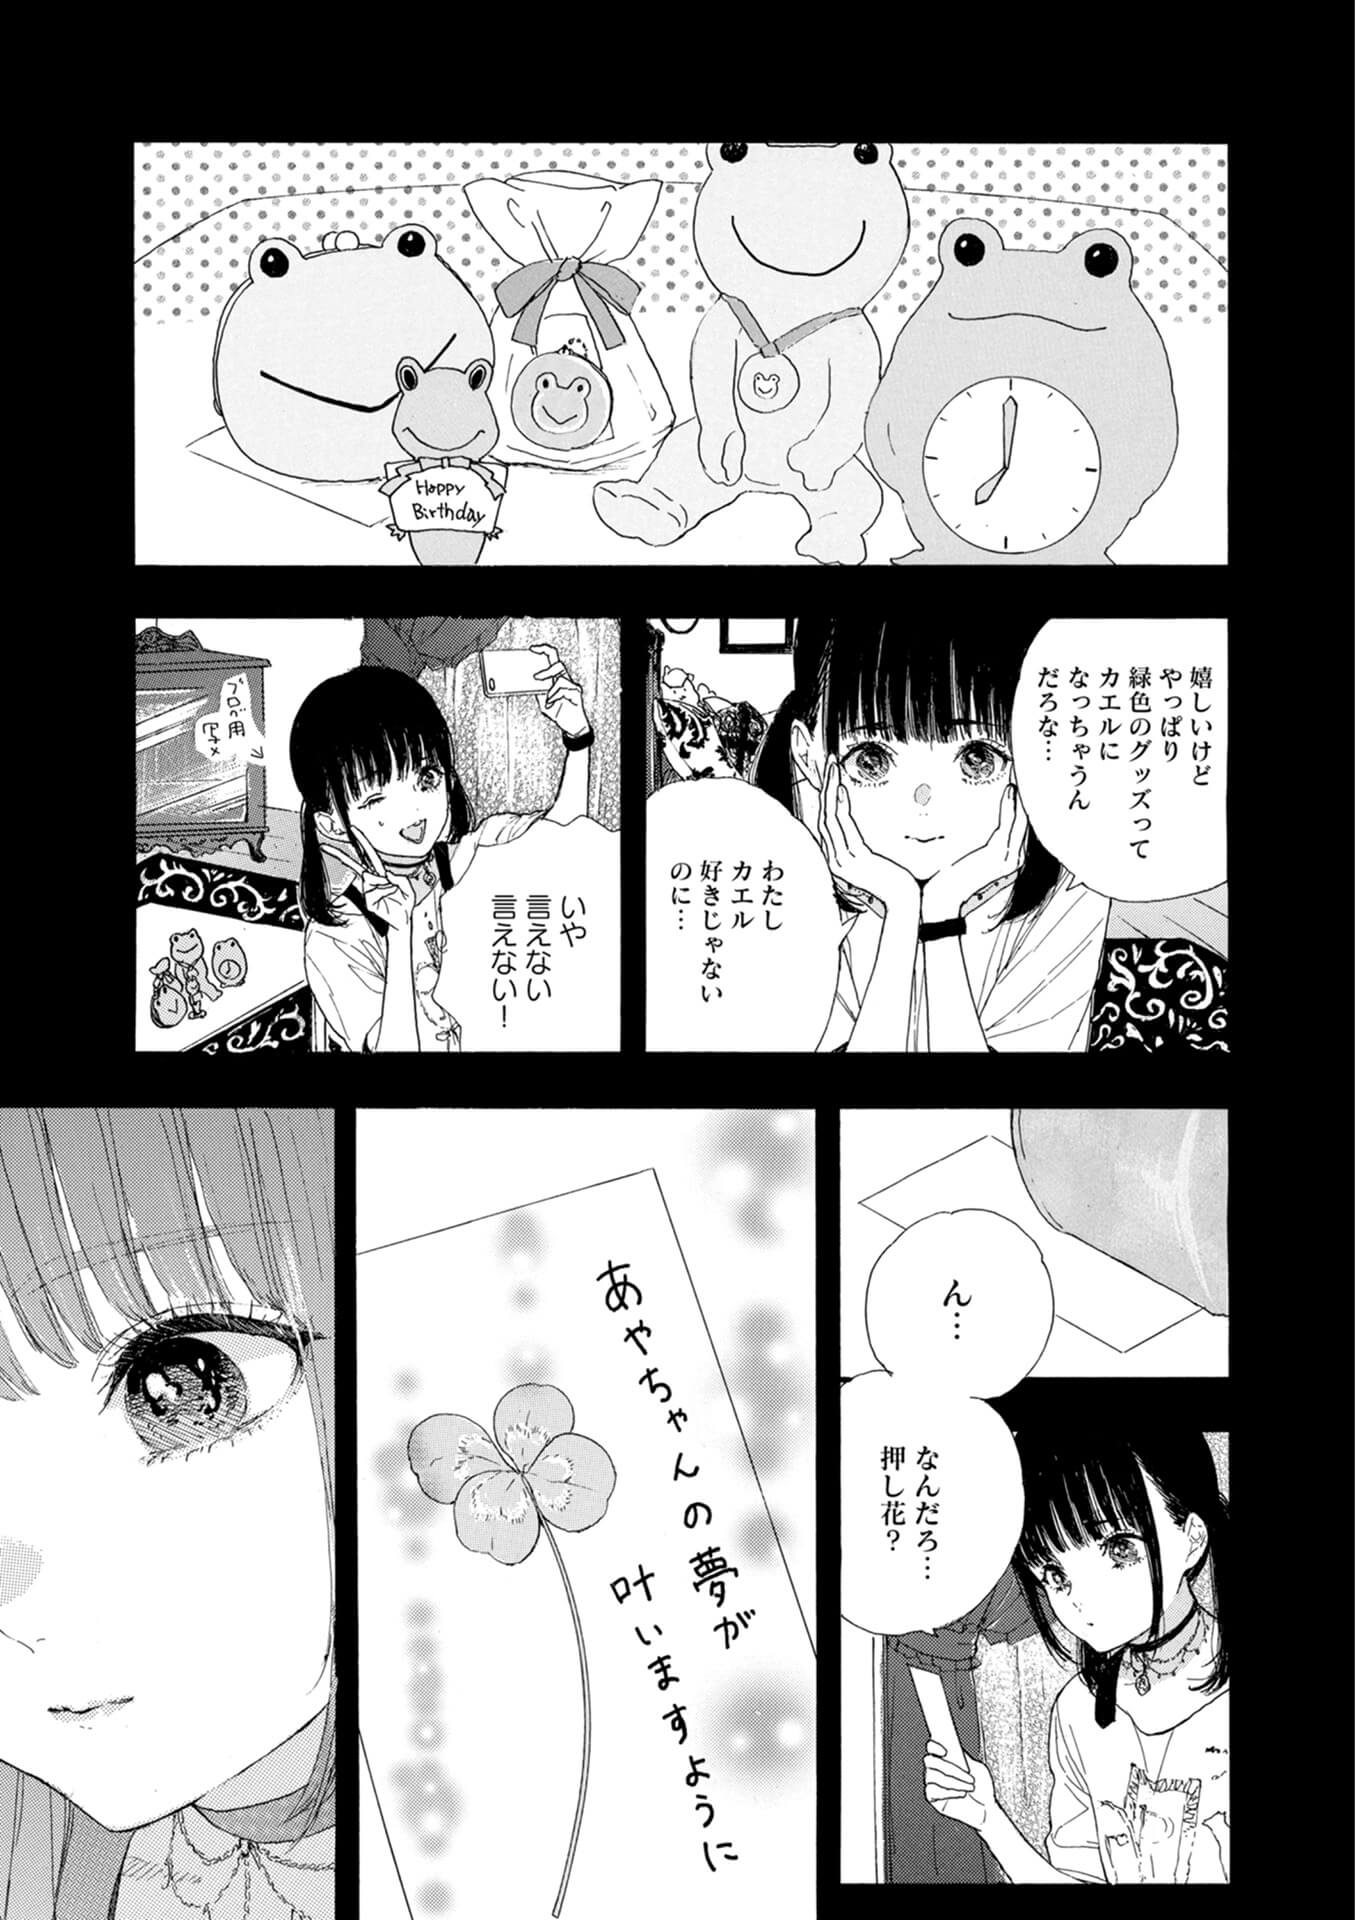 Happy
Birthday
嬉しいけど
やっぱり
緑色のグッズって
カエルに
なっちゃうん
だろな…
わたし
カエル
好きじゃない
のに…
ブログ用
写メ
いや
言えない
言えない！
ん…
なんだろ…
押し花？
あやちゃんの夢が
叶いますように